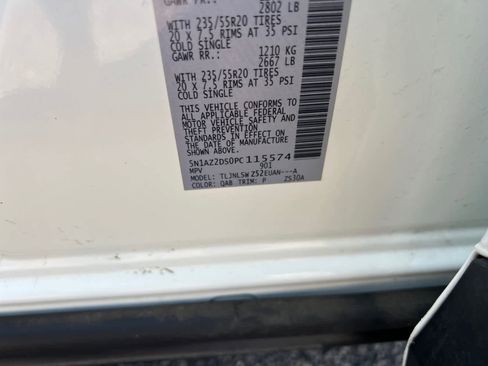 GAWR FR.:
2802 LB
WITH 235/55R20 TIRES
20 X 7.5 RIMS AT 35 PSI
COLD SINGLE
1210 KG
GAWR RR.:
2667 LB
WITH 235/55R20 TIRES
20 X 7.5 RIMS AT 35 PSI
COLD SINGLE
THIS VEHICLE CONFORMS TO
ALL APPLICABLE FEDERAL
MOTOR VEHICLE SAFETY AND
THEFT PREVENTION
STANDARDS IN EFFECT ON
THE DATE OF MANUFACTURE
SHOWN ABOVE.
5N1AZ2DS0PC115574
MPV 901
MODEL: TLJNLSW Z52EUAN---A
COLOR: QAB TRIM: P ZS30A